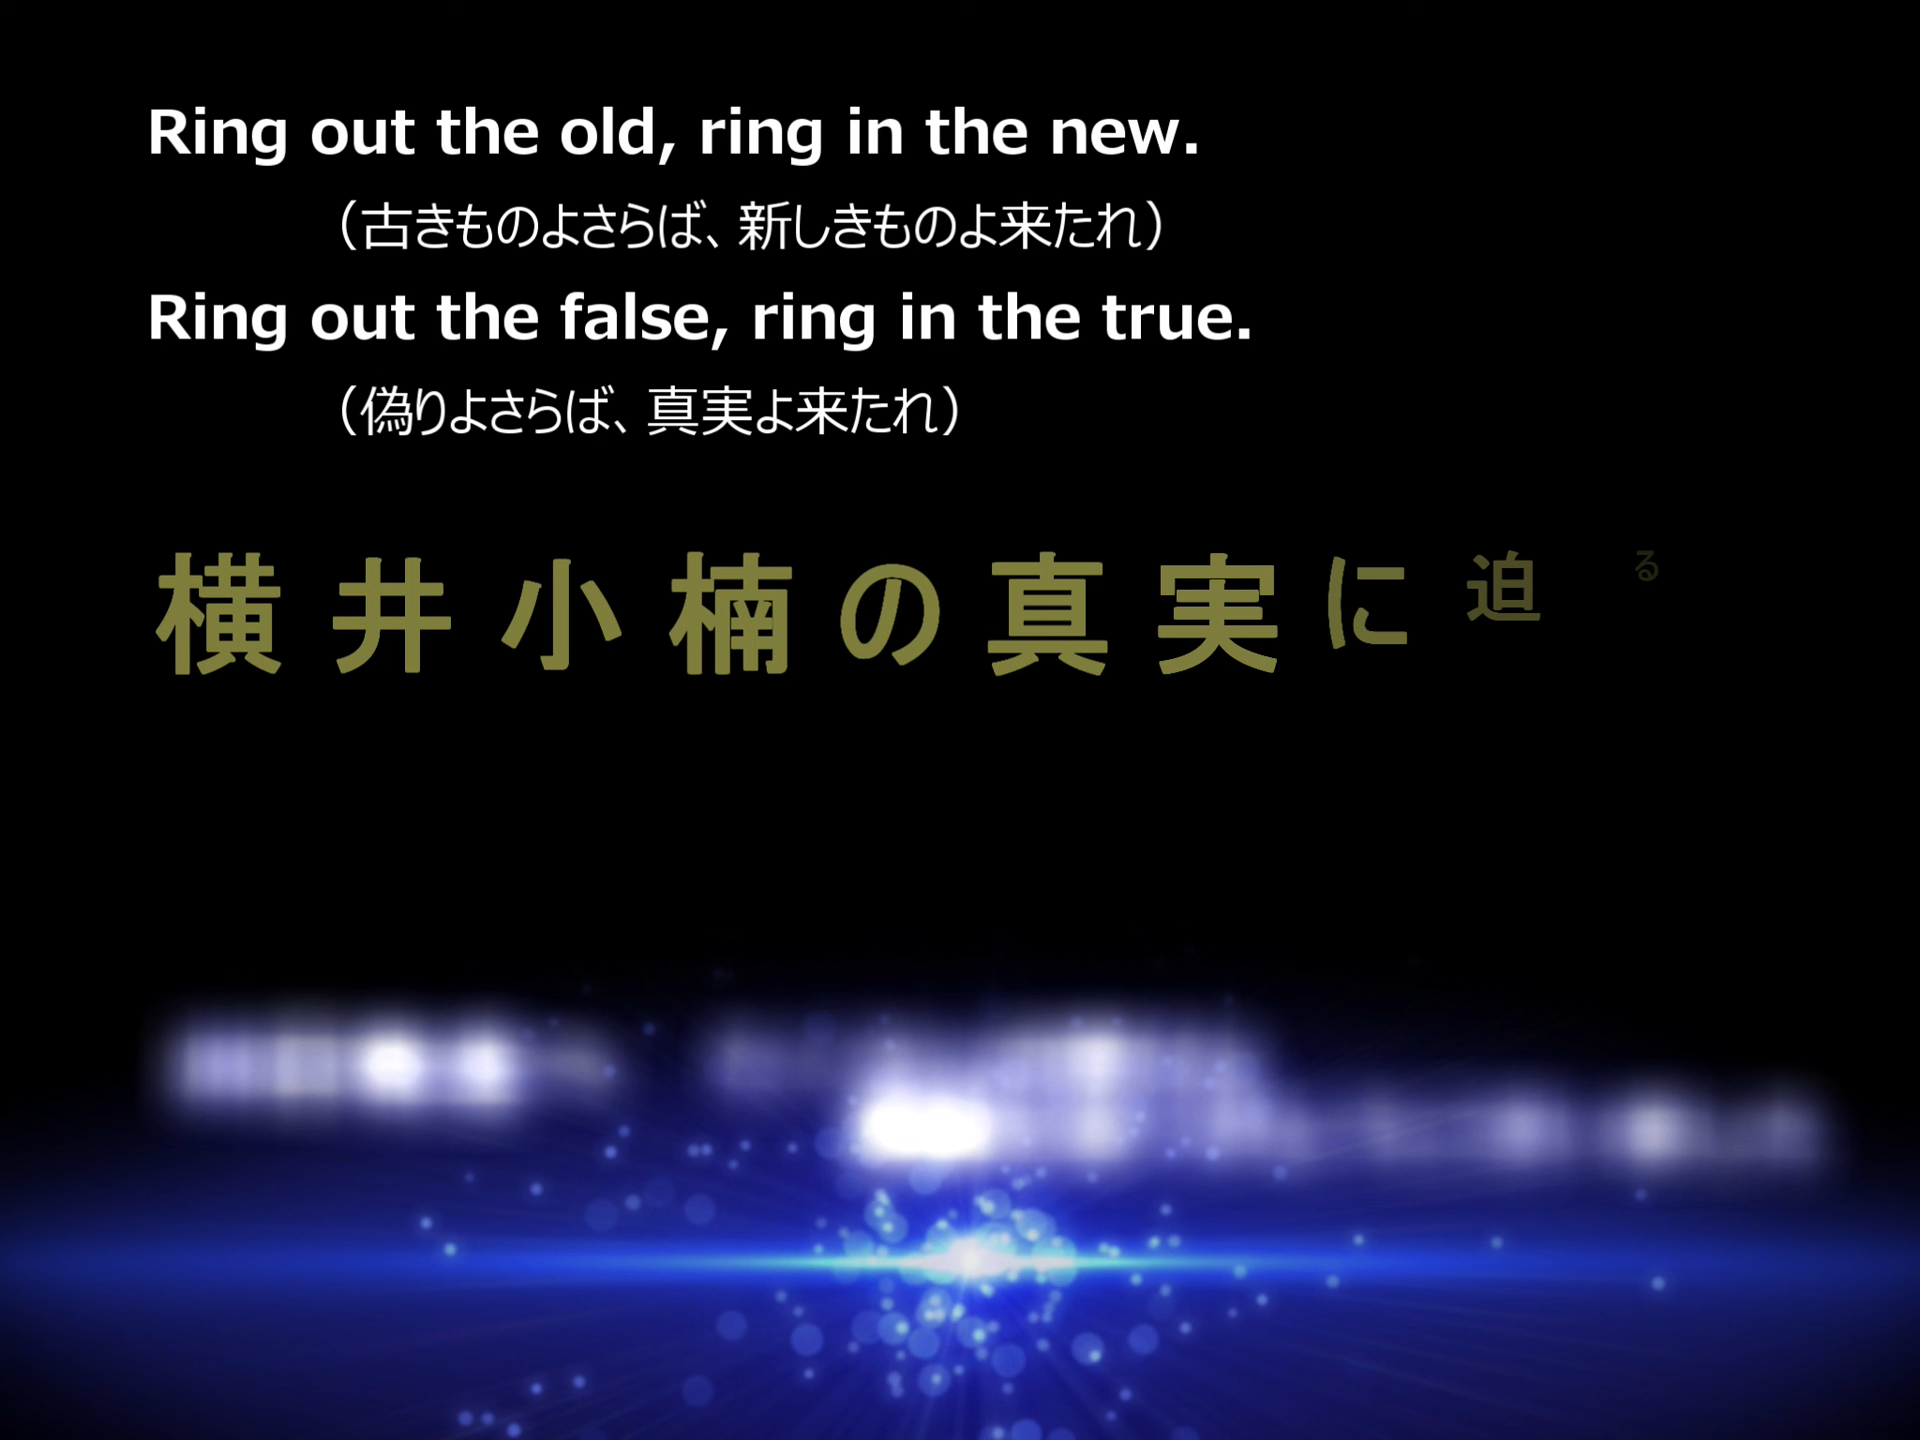 Ring out the old, ring in the new.
（古きものよさらば、新しきものよ来たれ）
Ring out the false, ring in the true.
（偽りよさらば、真実よ来たれ）
横井小楠の真実に迫る